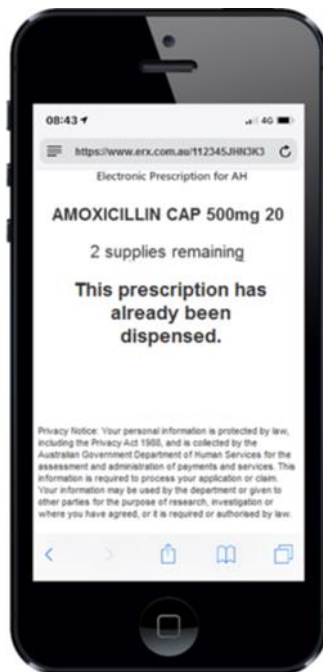 08:43
4G
https://www.erx.com.au/112345JHN3K3
Electronic Prescription for AH
AMOXICILLIN CAP 500mg 20
2 supplies remaining
This prescription has
already been
dispensed.
Privacy Notice: Your personal information is protected by law,
including the Privacy Act 1988, and is collected by the
Australian Government Department of Human Services for the
assessment and administration of payments and services. This
information is required to process your application or claim.
Your information may be used by the department or given to
other parties for the purpose of research, investigation or
where you have agreed, or it is required or authorised by law.